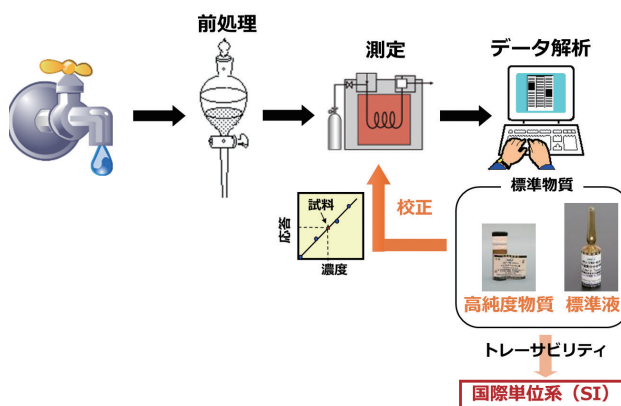 前処理
測定
データ解析
標準物質
試料
校正
応答
濃度
高純度物質
標準液
トレーサビリティ
国際単位系（SI）